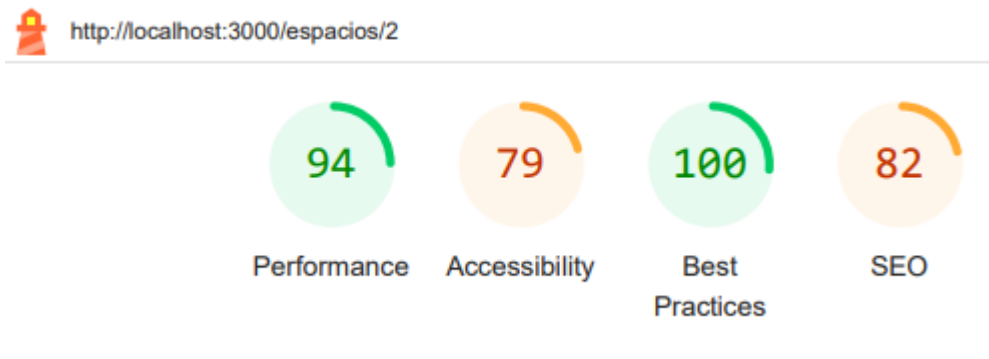 http://localhost:3000/espacios/2
94
79
100
82
Performance
Accessibility
Best
Practices
SEO